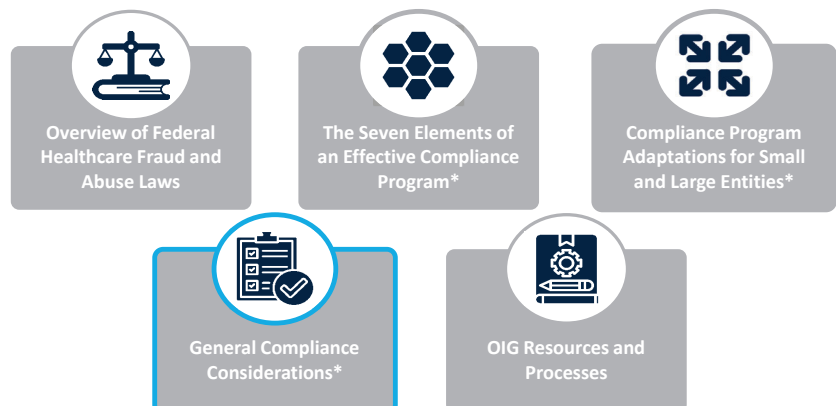 Overview of Federal
Healthcare Fraud and
Abuse Laws
The Seven Elements of
an Effective Compliance
Program*
Compliance Program
Adaptations for Small
and Large Entities*
General Compliance
Considerations*
OIG Resources and
Processes